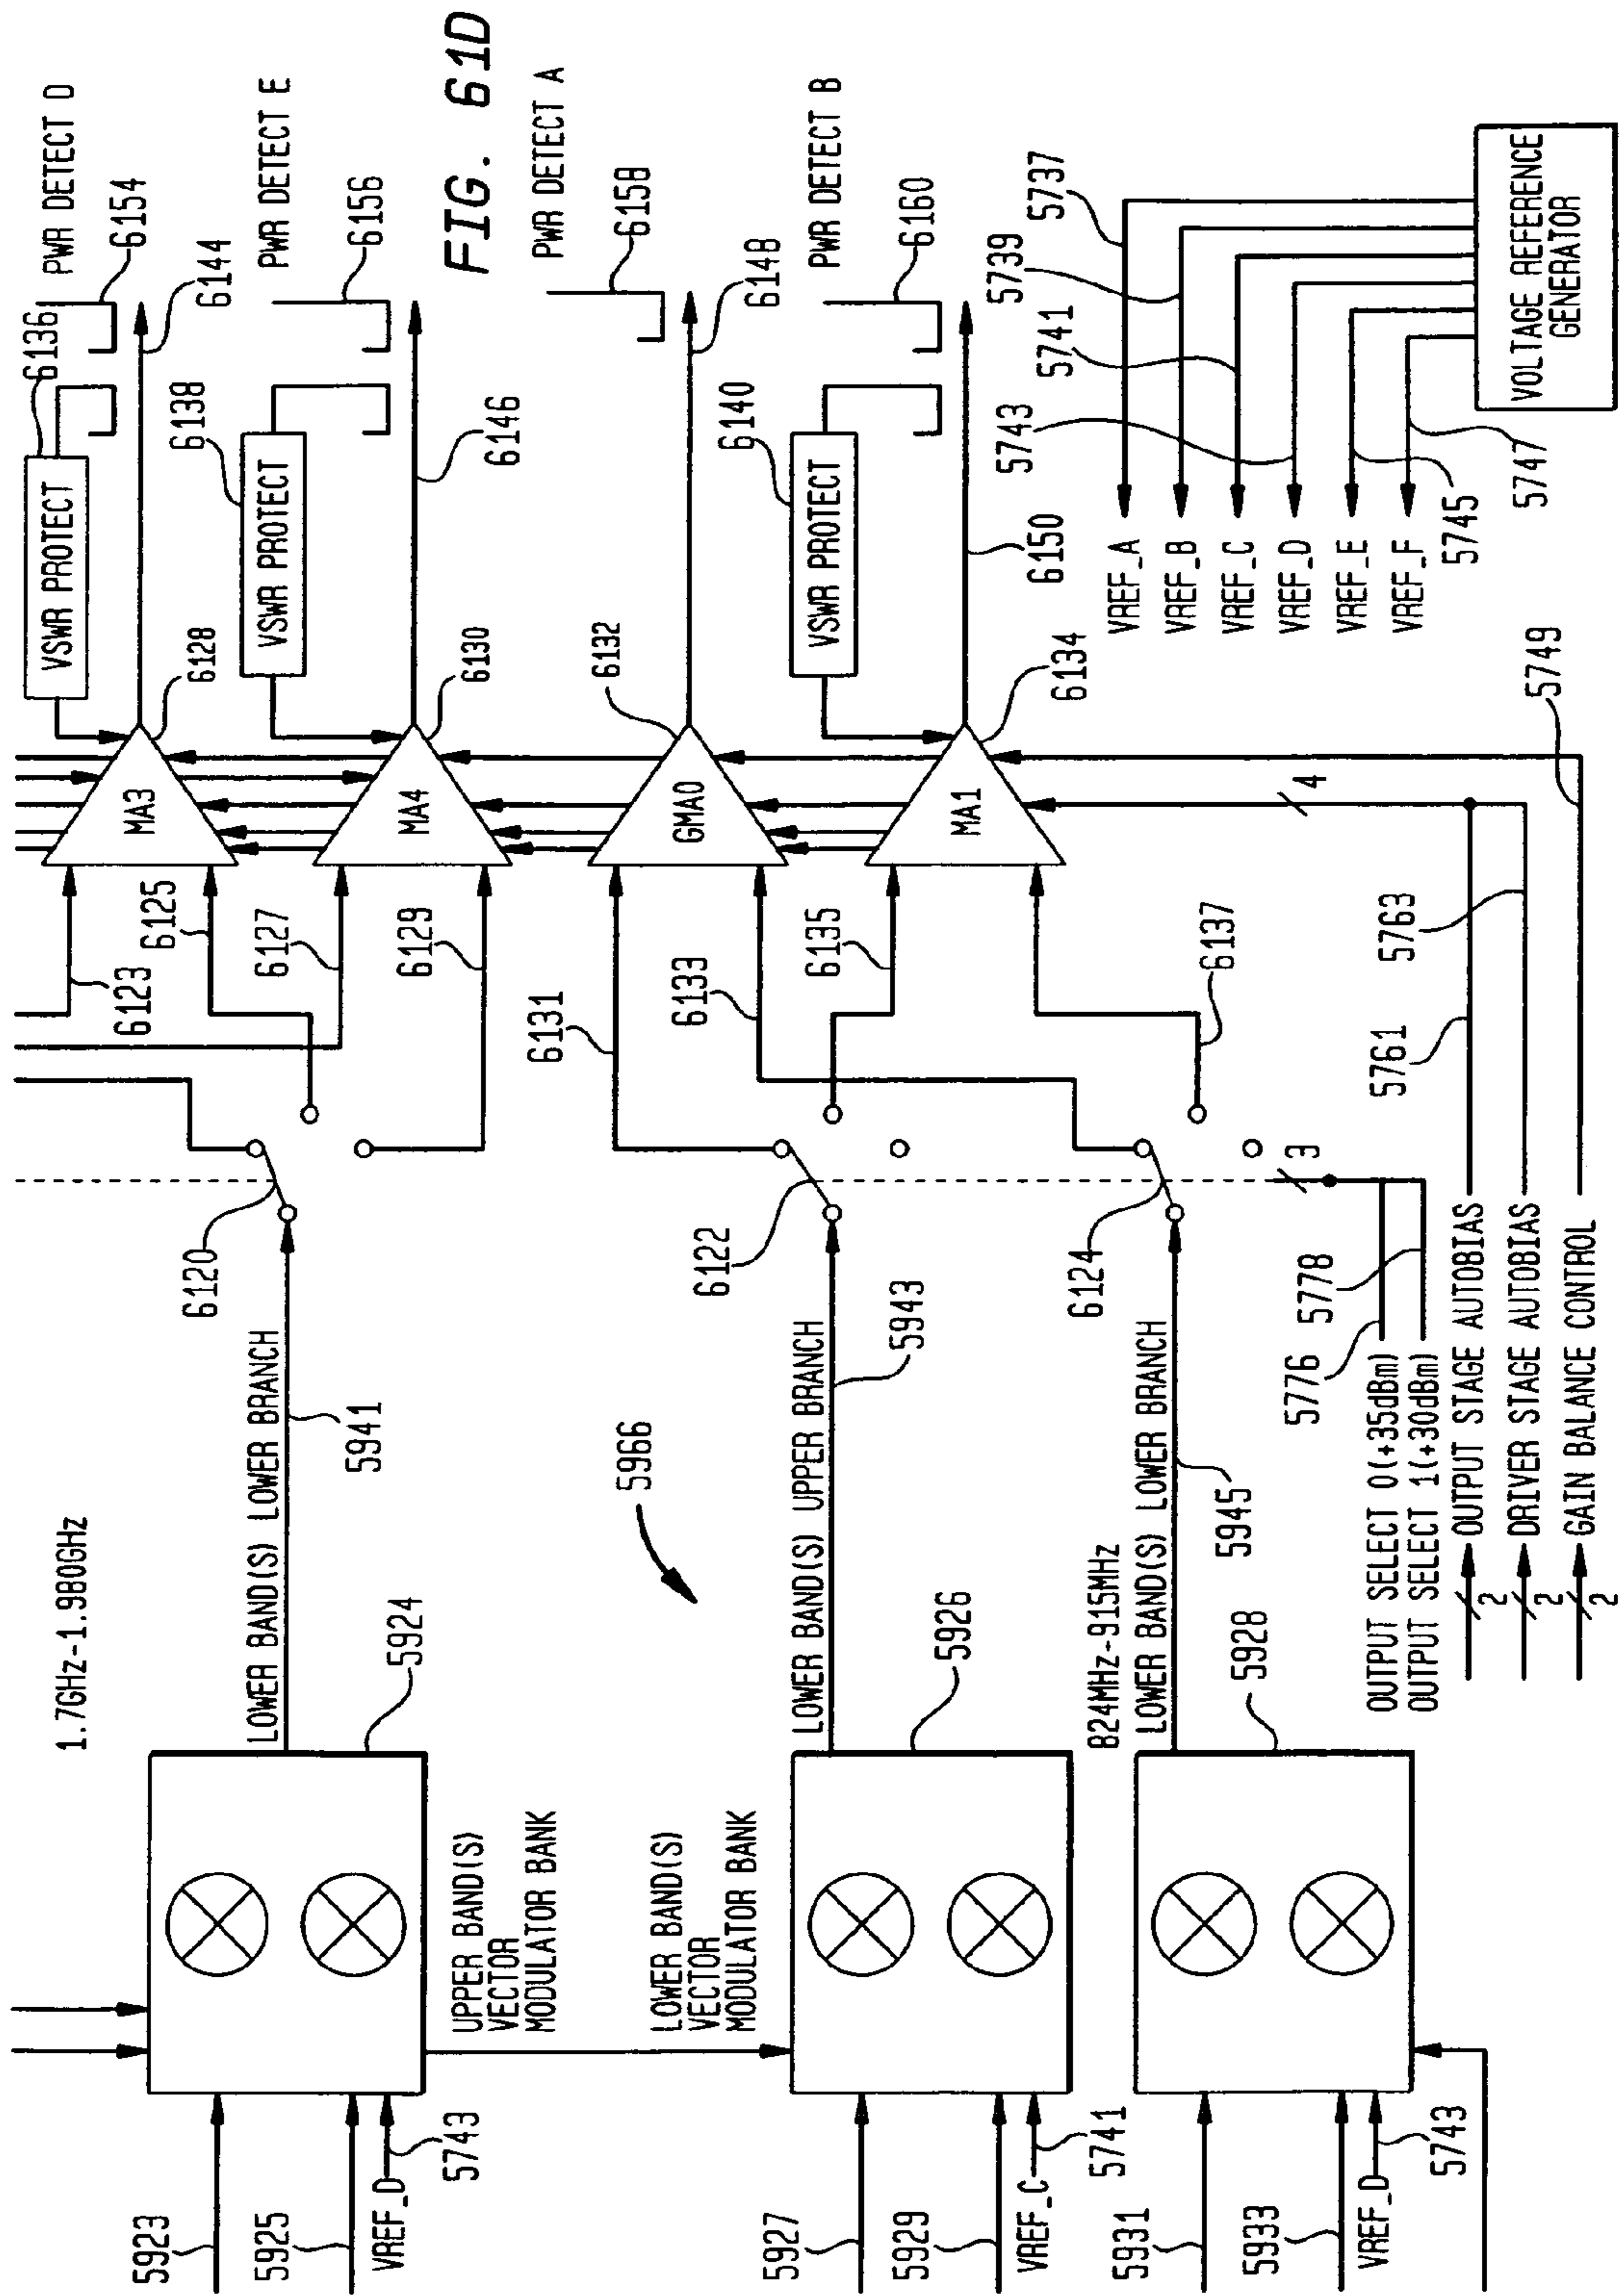 FIG. 61D
PWR DETECT D
6154
6144
6136
VSWR PROTECT
MA3
6128
6123
6125
PWR DETECT E
6156
6138
VSWR PROTECT
6146
MA4
6130
6127
6129
PWR DETECT A
6158
6148
GMA0
6132
6131
6133
PWR DETECT B
6160
6140
VSWR PROTECT
6150
MA1
6134
6135
6137
1.7GHz-1.980GHz
LOWER BAND(S) LOWER BRANCH
5941
6120
5924
5923
5925
VREF_D
5743
UPPER BAND(S)
VECTOR
MODULATOR BANK
5966
LOWER BAND(S)
VECTOR
MODULATOR BANK
LOWER BAND(S) UPPER BRANCH
5943
6122
5926
5927
5929
VREF_C
5741
824MHz-915MHz
LOWER BAND(S) LOWER BRANCH
5945
6124
5928
5931
5933
VREF_D
5743
3
4
OUTPUT SELECT 0(+35dBm)
5776
OUTPUT SELECT 1(+30dBm)
5778
2
OUTPUT STAGE AUTOBIAS
5761
2
DRIVER STAGE AUTOBIAS
5763
2
GAIN BALANCE CONTROL
5749
VREF_A
5737
VREF_B
5739
VREF_C
5741
VREF_D
5743
VREF_E
5745
VREF_F
5747
VOLTAGE REFERENCE
GENERATOR